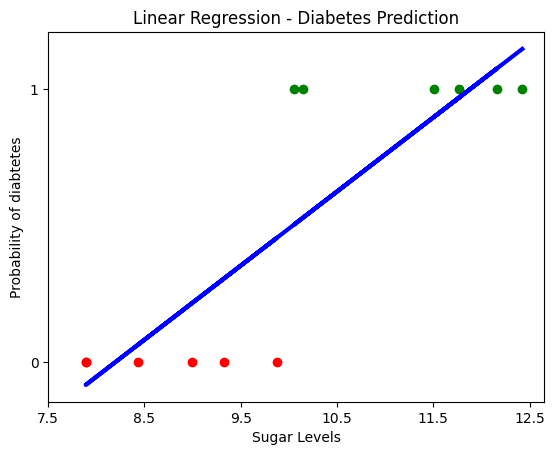 Linear Regression - Diabetes Prediction
Probability of diabtetes
1
0
7.5 8.5 9.5 10.5 11.5 12.5
Sugar Levels